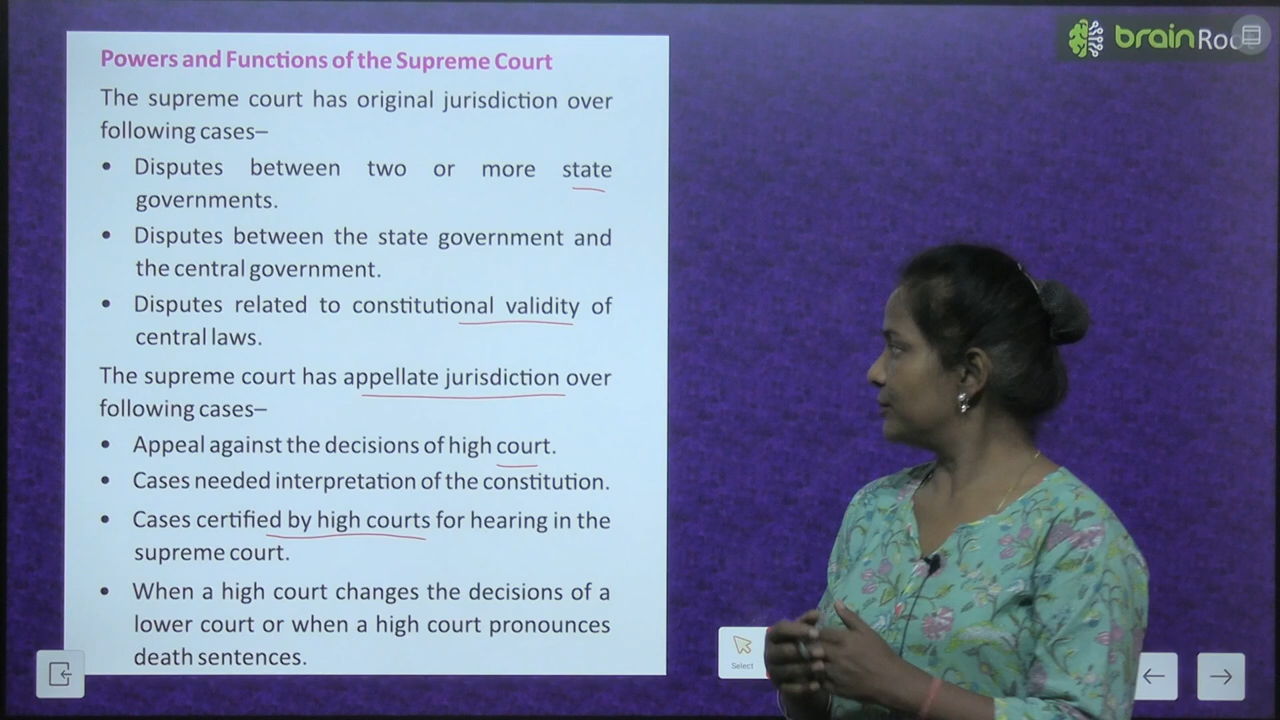 Powers and Functions of the Supreme Court
The supreme court has original jurisdiction over
following cases–
• Disputes between two or more state
governments.
• Disputes between the state government and
the central government.
• Disputes related to constitutional validity of
central laws.
The supreme court has appellate jurisdiction over
following cases–
• Appeal against the decisions of high court.
• Cases needed interpretation of the constitution.
• Cases certified by high courts for hearing in the
supreme court.
• When a high court changes the decisions of a
lower court or when a high court pronounces
death sentences.
brain
Select